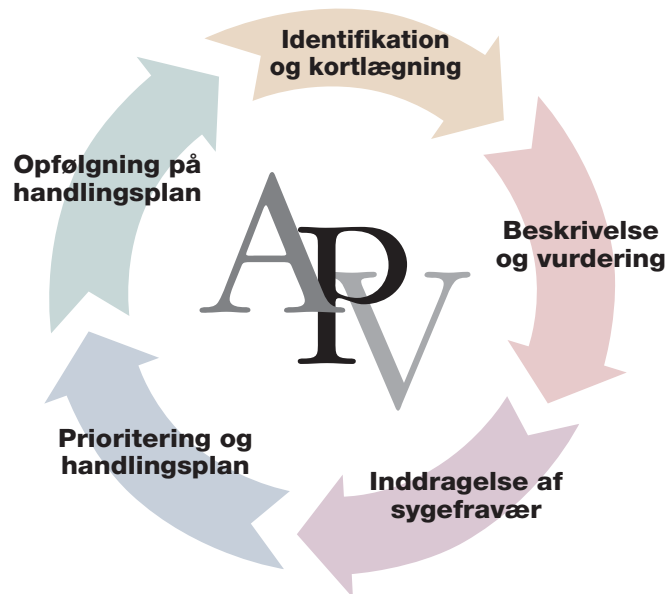 Identifikation
og kortlægning
Beskrivelse
og vurdering
Inddragelse af
sygefravær
Prioritering og
handlingsplan
Opfølgning på
handlingsplan
APV